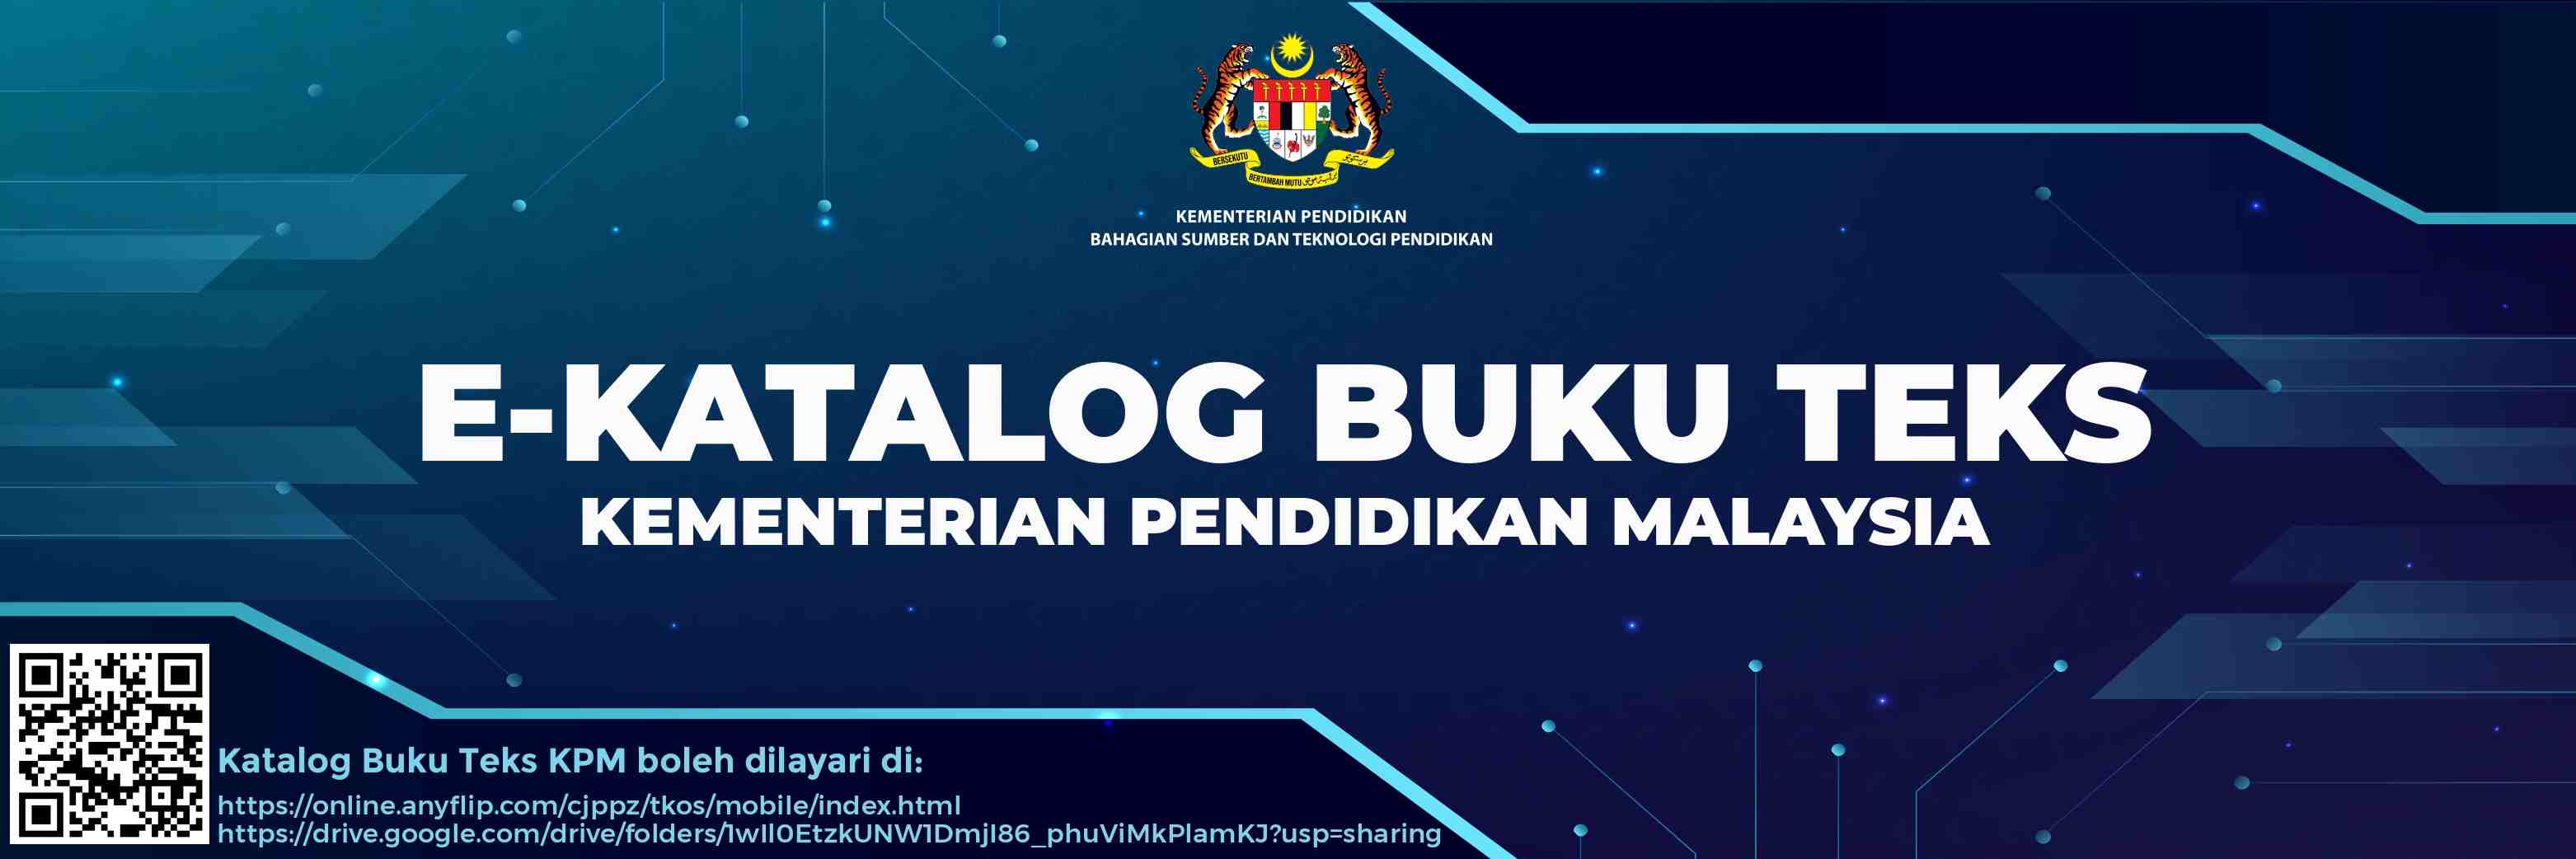 BERSEKUTU
BERTAMBAH MUTU
KEMENTERIAN PENDIDIKAN
BAHAGIAN SUMBER DAN TEKNOLOGI PENDIDIKAN
E-KATALOG BUKU TEKS
KEMENTERIAN PENDIDIKAN MALAYSIA
Katalog Buku Teks KPM boleh dilayari di:
https://online.anyflip.com/cjppz/tkos/mobile/index.html
https://drive.google.com/drive/folders/1wIl0EtzkUNW1DmjI86_phuViMkPlamKJ?usp=sharing